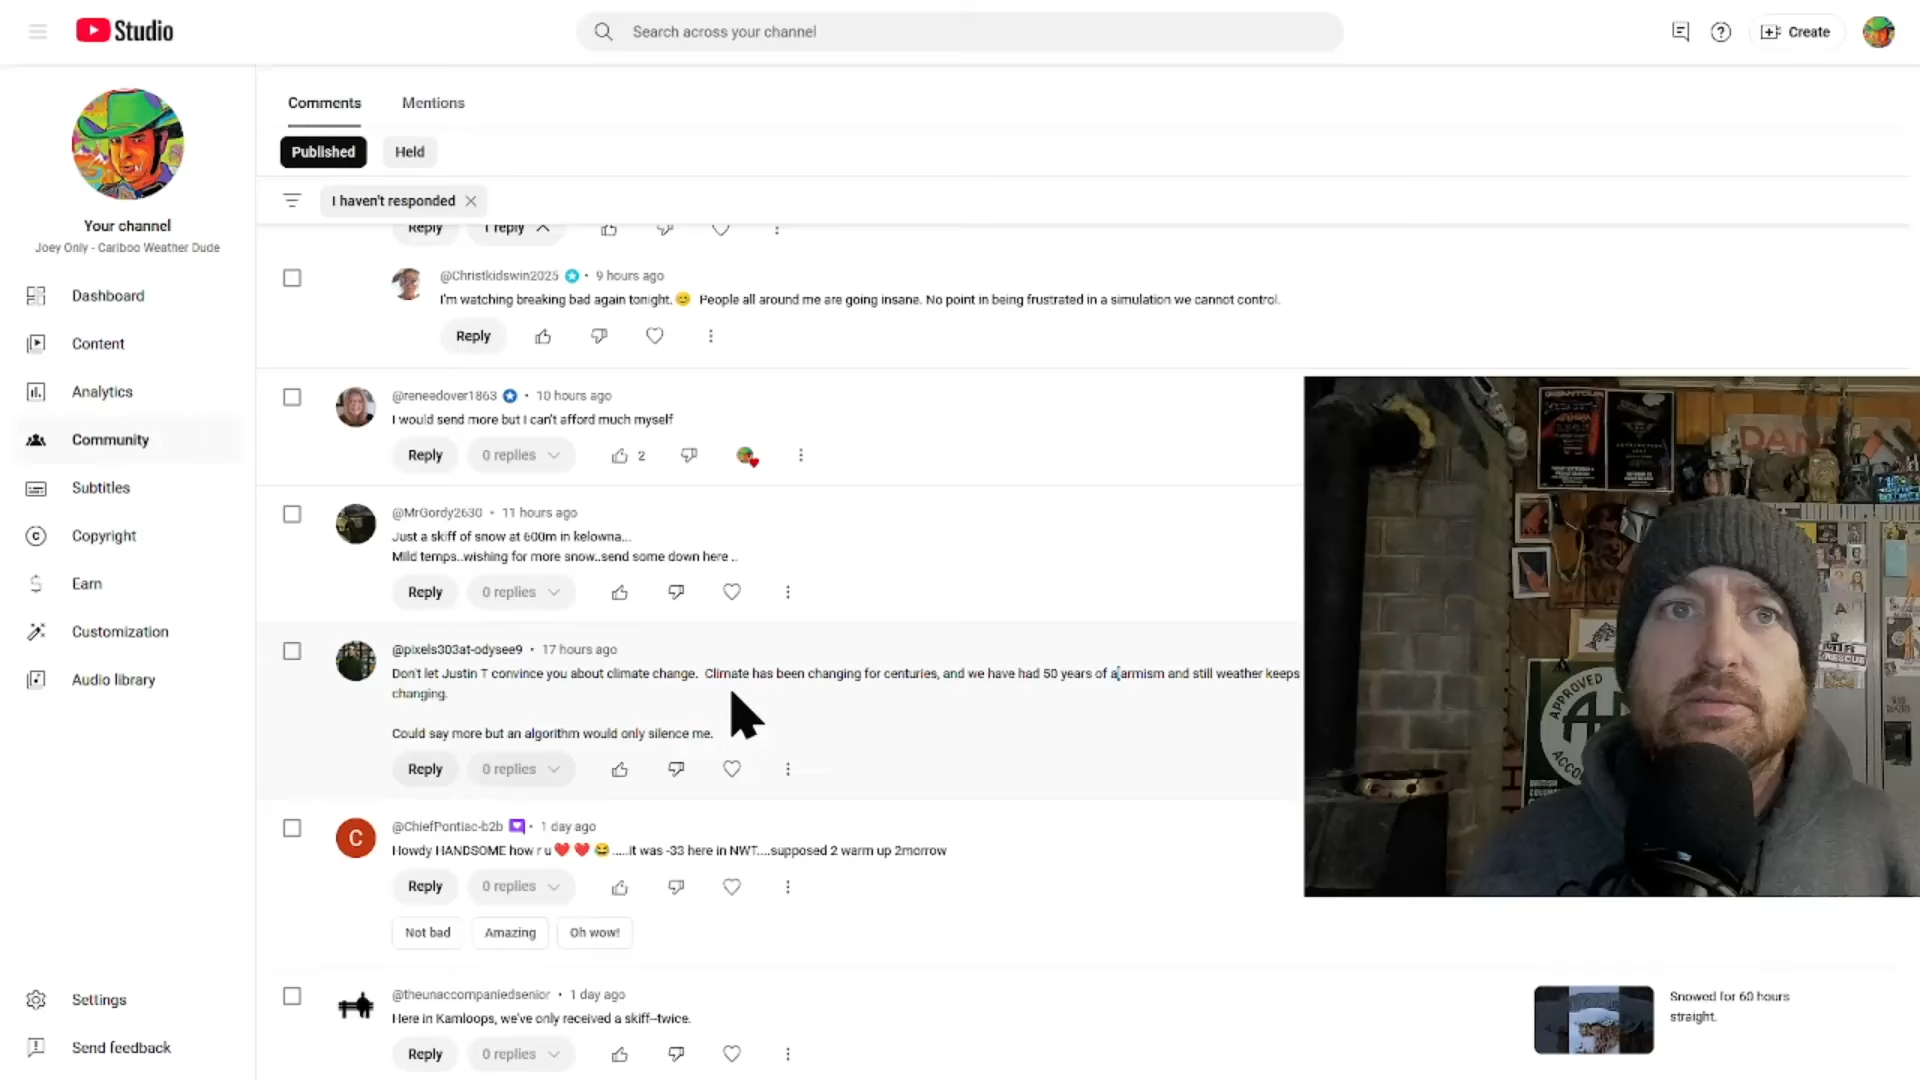 Studio
Search across your channel
Create
Your channel
Joey Only - Cariboo Weather Dude
Dashboard
Content
Analytics
Community
Subtitles
Copyright
Earn
Customization
Audio library
Settings
Send feedback
Comments
Mentions
Published
Held
I haven't responded
Reply
1 reply
@Christkidswin2025 • 9 hours ago
I'm watching breaking bad again tonight. 😊 People all around me are going insane. No point in being frustrated in a simulation we cannot control.
Reply
@reneedover1863 • 10 hours ago
I would send more but I can't afford much myself
Reply
0 replies
2
@MrGordy2630 • 11 hours ago
Just a skiff of snow at 600m in kelowna...
Mild temps..wishing for more snow..send some down here ..
Reply
0 replies
@pixels303at-odysee9 • 17 hours ago
Don't let Justin T convince you about climate change. Climate has been changing for centuries, and we have had 50 years of alarmism and still weather keeps
changing.
Could say more but an algorithm would only silence me.
Reply
0 replies
C
@ChiefPontiac-b2b • 1 day ago
Howdy HANDSOME how r u ❤️ ❤️ 😂 .....it was -33 here in NWT....supposed 2 warm up 2morrow
Reply
0 replies
Not bad
Amazing
Oh wow!
@theunaccompaniedsenior • 1 day ago
Here in Kamloops, we've only received a skiff--twice.
Reply
0 replies
Snowed for 60 hours
straight.
APPROVED
RESCUE